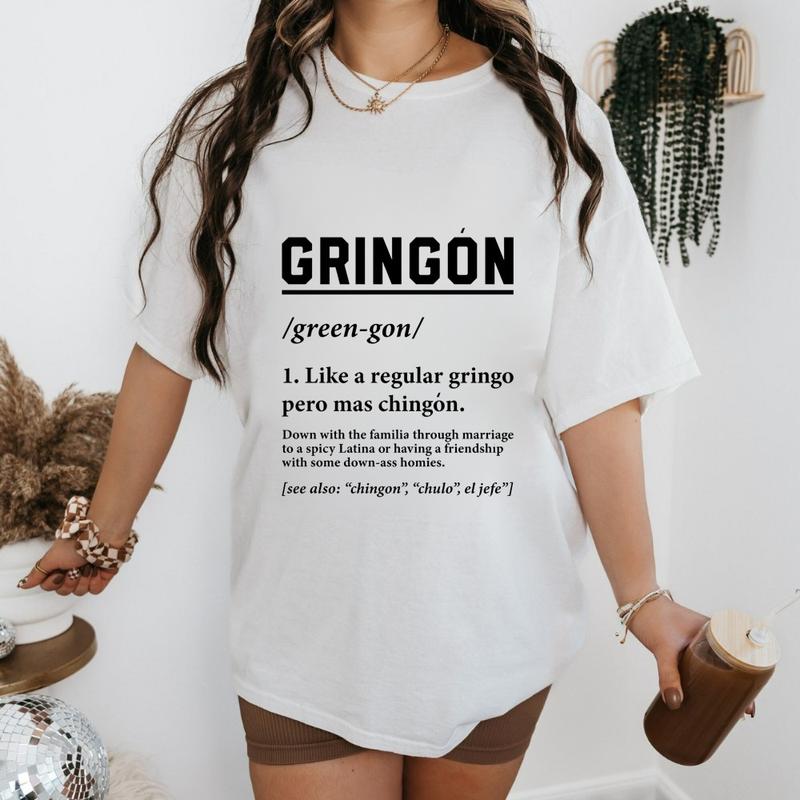 GRINGÓN
/green-gon/
1. Like a regular gringo
pero mas chingón.
Down with the familia through marriage
to a spicy Latina or having a friendship
with some down-ass homies.
[see also: “chingon”, “chulo”, el jefe”]